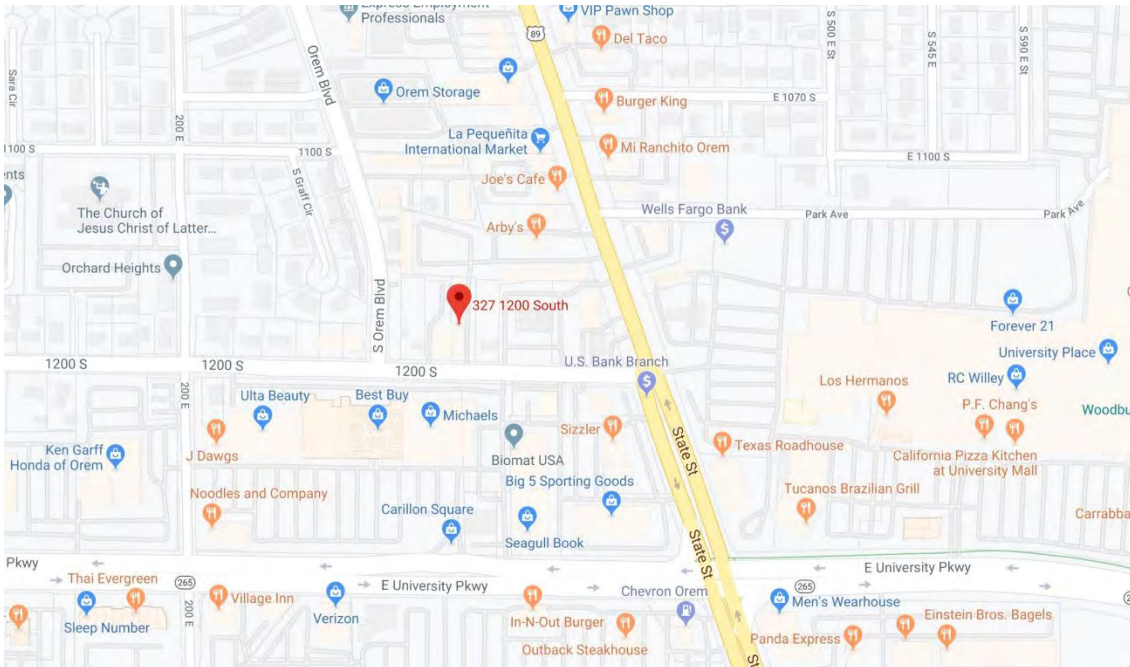 Express Employment
Professionals
VIP Pawn Shop
89
Del Taco
Orem Blvd
S 500 E St
S 545 E
S 590 E St
Sara Cir
Orem Storage
Burger King
E 1070 S
200 E
La Pequeñita
International Market
Mi Ranchito Orem
1100 S
1100 S
E 1100 S
ents
Joe's Cafe
S Graff Cir
The Church of
Jesus Christ of Latter...
Wells Fargo Bank
Park Ave
Park Ave
Arby's
Orchard Heights
327 1200 South
S Orem Blvd
Forever 21
1200 S
1200 S
1200 S
U.S. Bank Branch
University Place
Los Hermanos
RC Willey
200 E
Ulta Beauty
Best Buy
Michaels
P.F. Chang's
Woodbu
Sizzler
State St
Texas Roadhouse
Ken Garff
Honda of Orem
J Dawgs
Biomat USA
California Pizza Kitchen
at University Mall
Noodles and Company
Big 5 Sporting Goods
Tucanos Brazilian Grill
Carillon Square
Seagull Book
Carrabba
State St
Pkwy
E University Pkwy
Thai Evergreen
265
E University Pkwy
265
Village Inn
Verizon
Chevron Orem
Men's Wearhouse
Sleep Number
200 E
In-N-Out Burger
Einstein Bros. Bagels
Outback Steakhouse
Panda Express